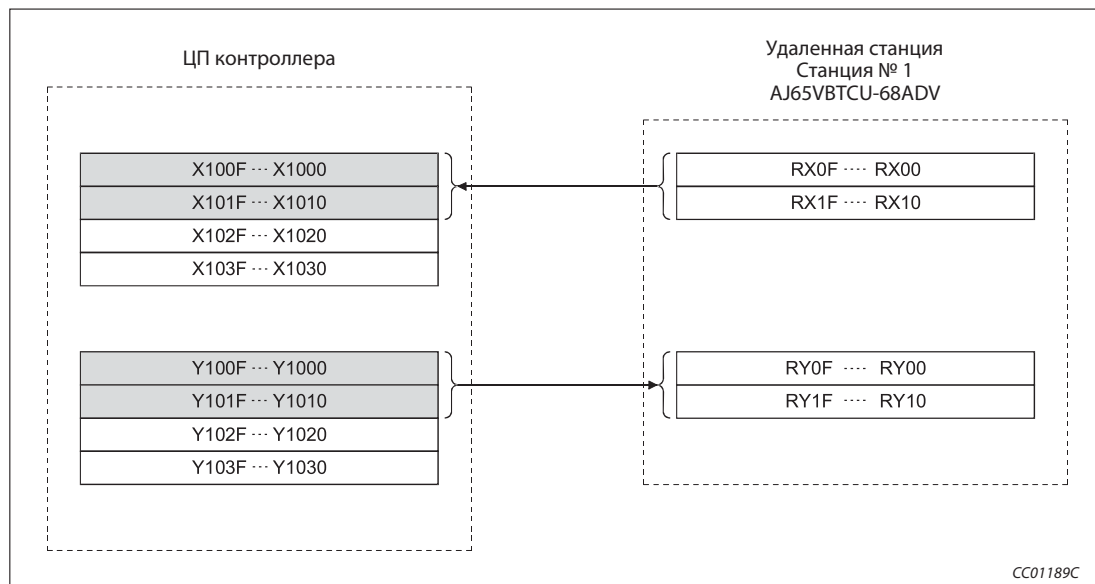 ЦП контроллера
Удаленная станция
Станция № 1
AJ65VBTCU-68ADV
X100F ··· X1000
X101F ··· X1010
X102F ··· X1020
X103F ··· X1030
RX0F ···· RX00
RX1F ···· RX10
Y100F ··· Y1000
Y101F ··· Y1010
Y102F ··· Y1020
Y103F ··· Y1030
RY0F ···· RY00
RY1F ···· RY10
CC01189C